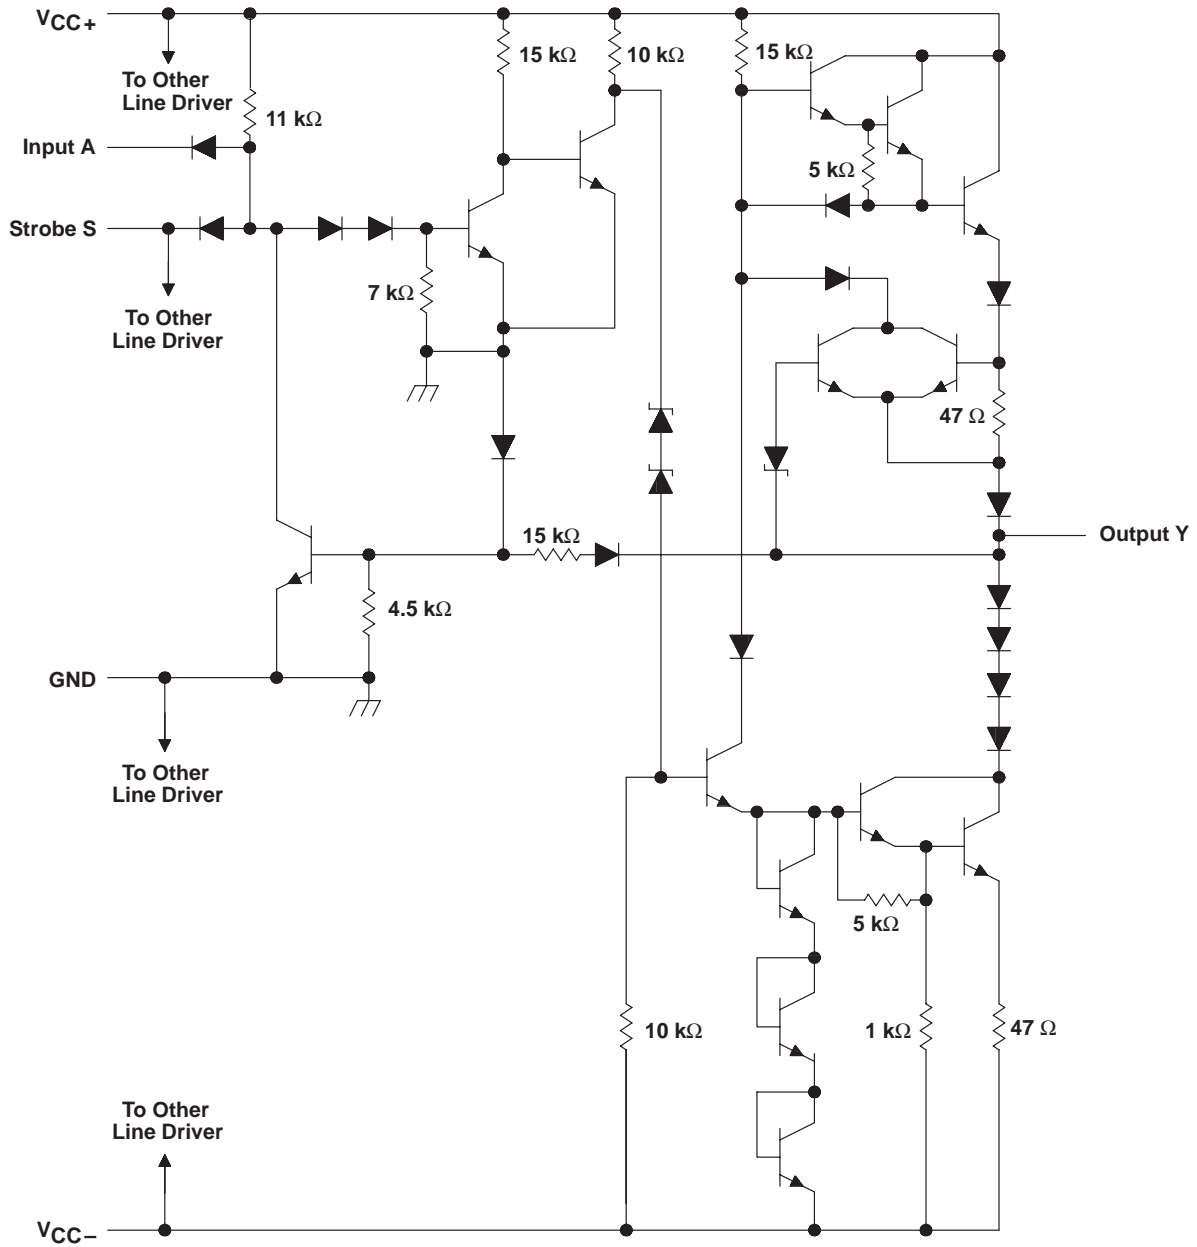 VCC+
15 kΩ
10 kΩ
15 kΩ
To Other
Line Driver
11 kΩ
Input A
5 kΩ
Strobe S
7 kΩ
To Other
Line Driver
47 Ω
15 kΩ
Output Y
4.5 kΩ
GND
To Other
Line Driver
5 kΩ
10 kΩ
1 kΩ
47 Ω
To Other
Line Driver
VCC−